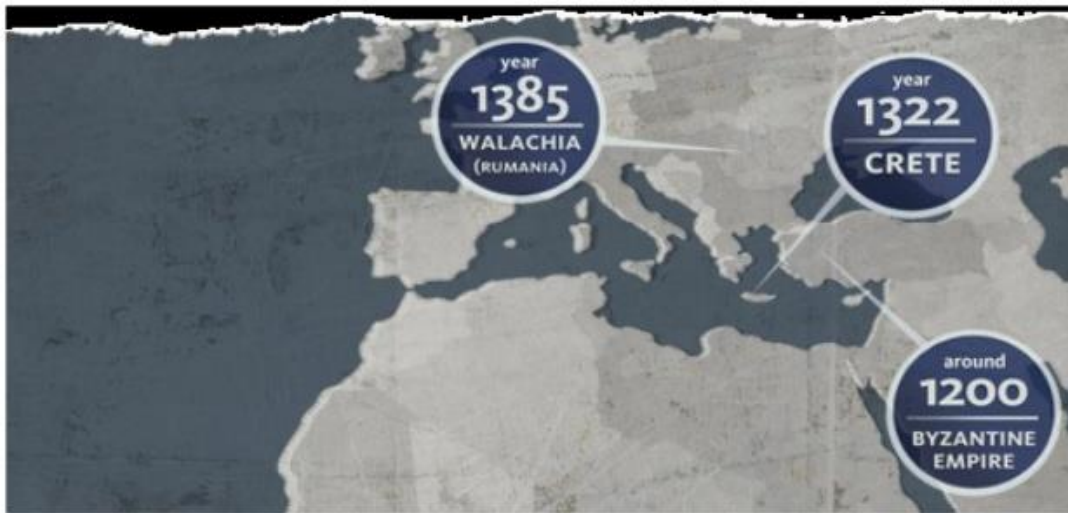 year
1385
WALACHIA
(RUMANIA)
year
1322
CRETE
around
1200
BYZANTINE
EMPIRE